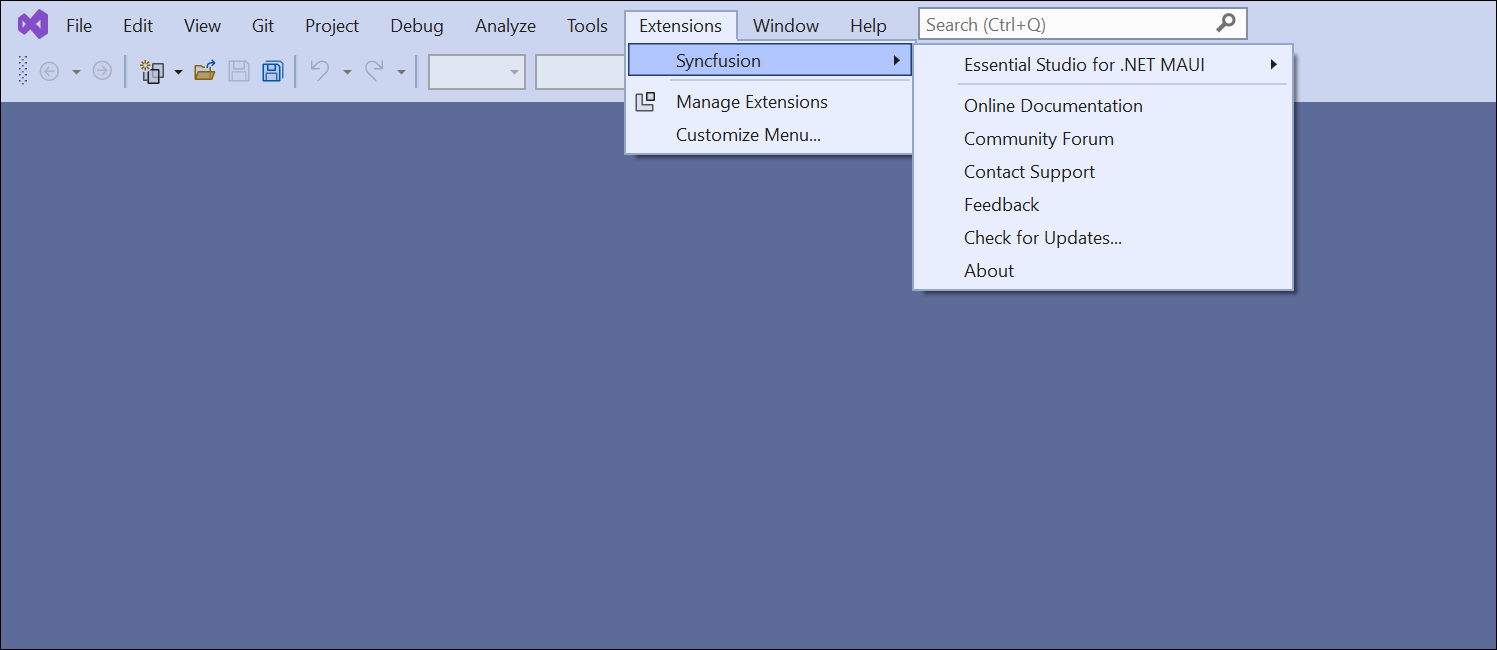 File Edit View Git Project Debug Analyze Tools Extensions Window Help Search (Ctrl+Q)
Syncfusion
Manage Extensions
Customize Menu...
Essential Studio for .NET MAUI
Online Documentation
Community Forum
Contact Support
Feedback
Check for Updates...
About